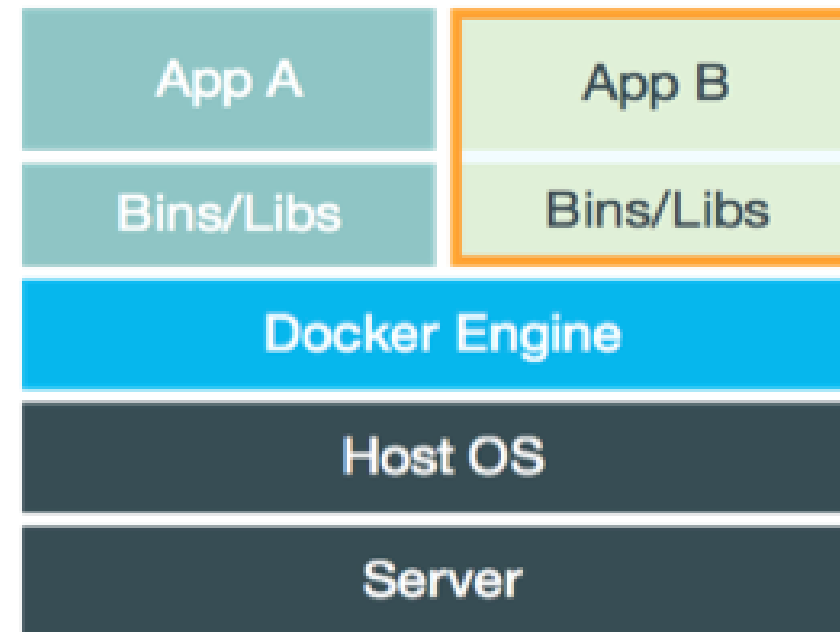 App A
App B
Bins/Libs
Bins/Libs
Docker Engine
Host OS
Server